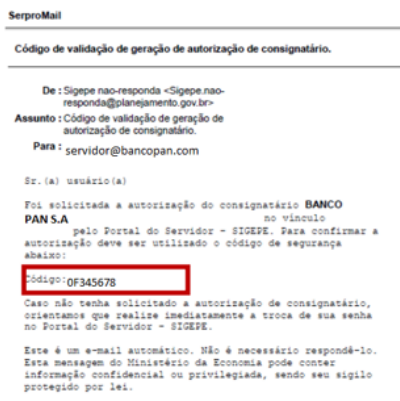 SerproMail
Código de validação de geração de autorização de consignatário.
De : Sigepe nao-responda <Sigepe.nao-
responda@planejamento.gov.br>
Assunto : Código de validação de geração de
autorização de consignatário.
Para : servidor@bancopan.com
Sr.(a) usuário(a)
Foi solicitada a autorização do consignatário BANCO
PAN S.A no vínculo
pelo Portal do Servidor - SIGEPE. Para confirmar a
autorização deve ser utilizado o código de segurança
abaixo:
Código: 0F345678
Caso não tenha solicitado a autorização de consignatário,
orientamos que realize imediatamente a troca de sua senha
no Portal do Servidor - SIGEPE.
Este é um e-mail automático. Não é necessário respondê-lo.
Esta mensagem do Ministério da Economia pode conter
informação confidencial ou privilegiada, sendo seu sigilo
protegido por lei.